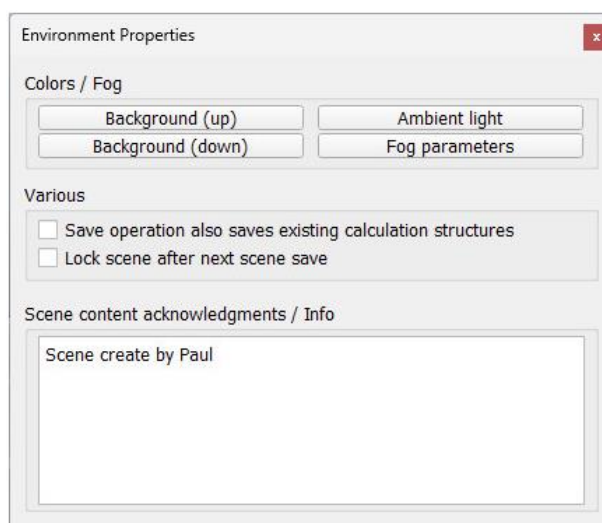 Environment Properties
x
Colors / Fog
Background (up) Ambient light
Background (down) Fog parameters
Various
Save operation also saves existing calculation structures
Lock scene after next scene save
Scene content acknowledgments / Info
Scene create by Paul